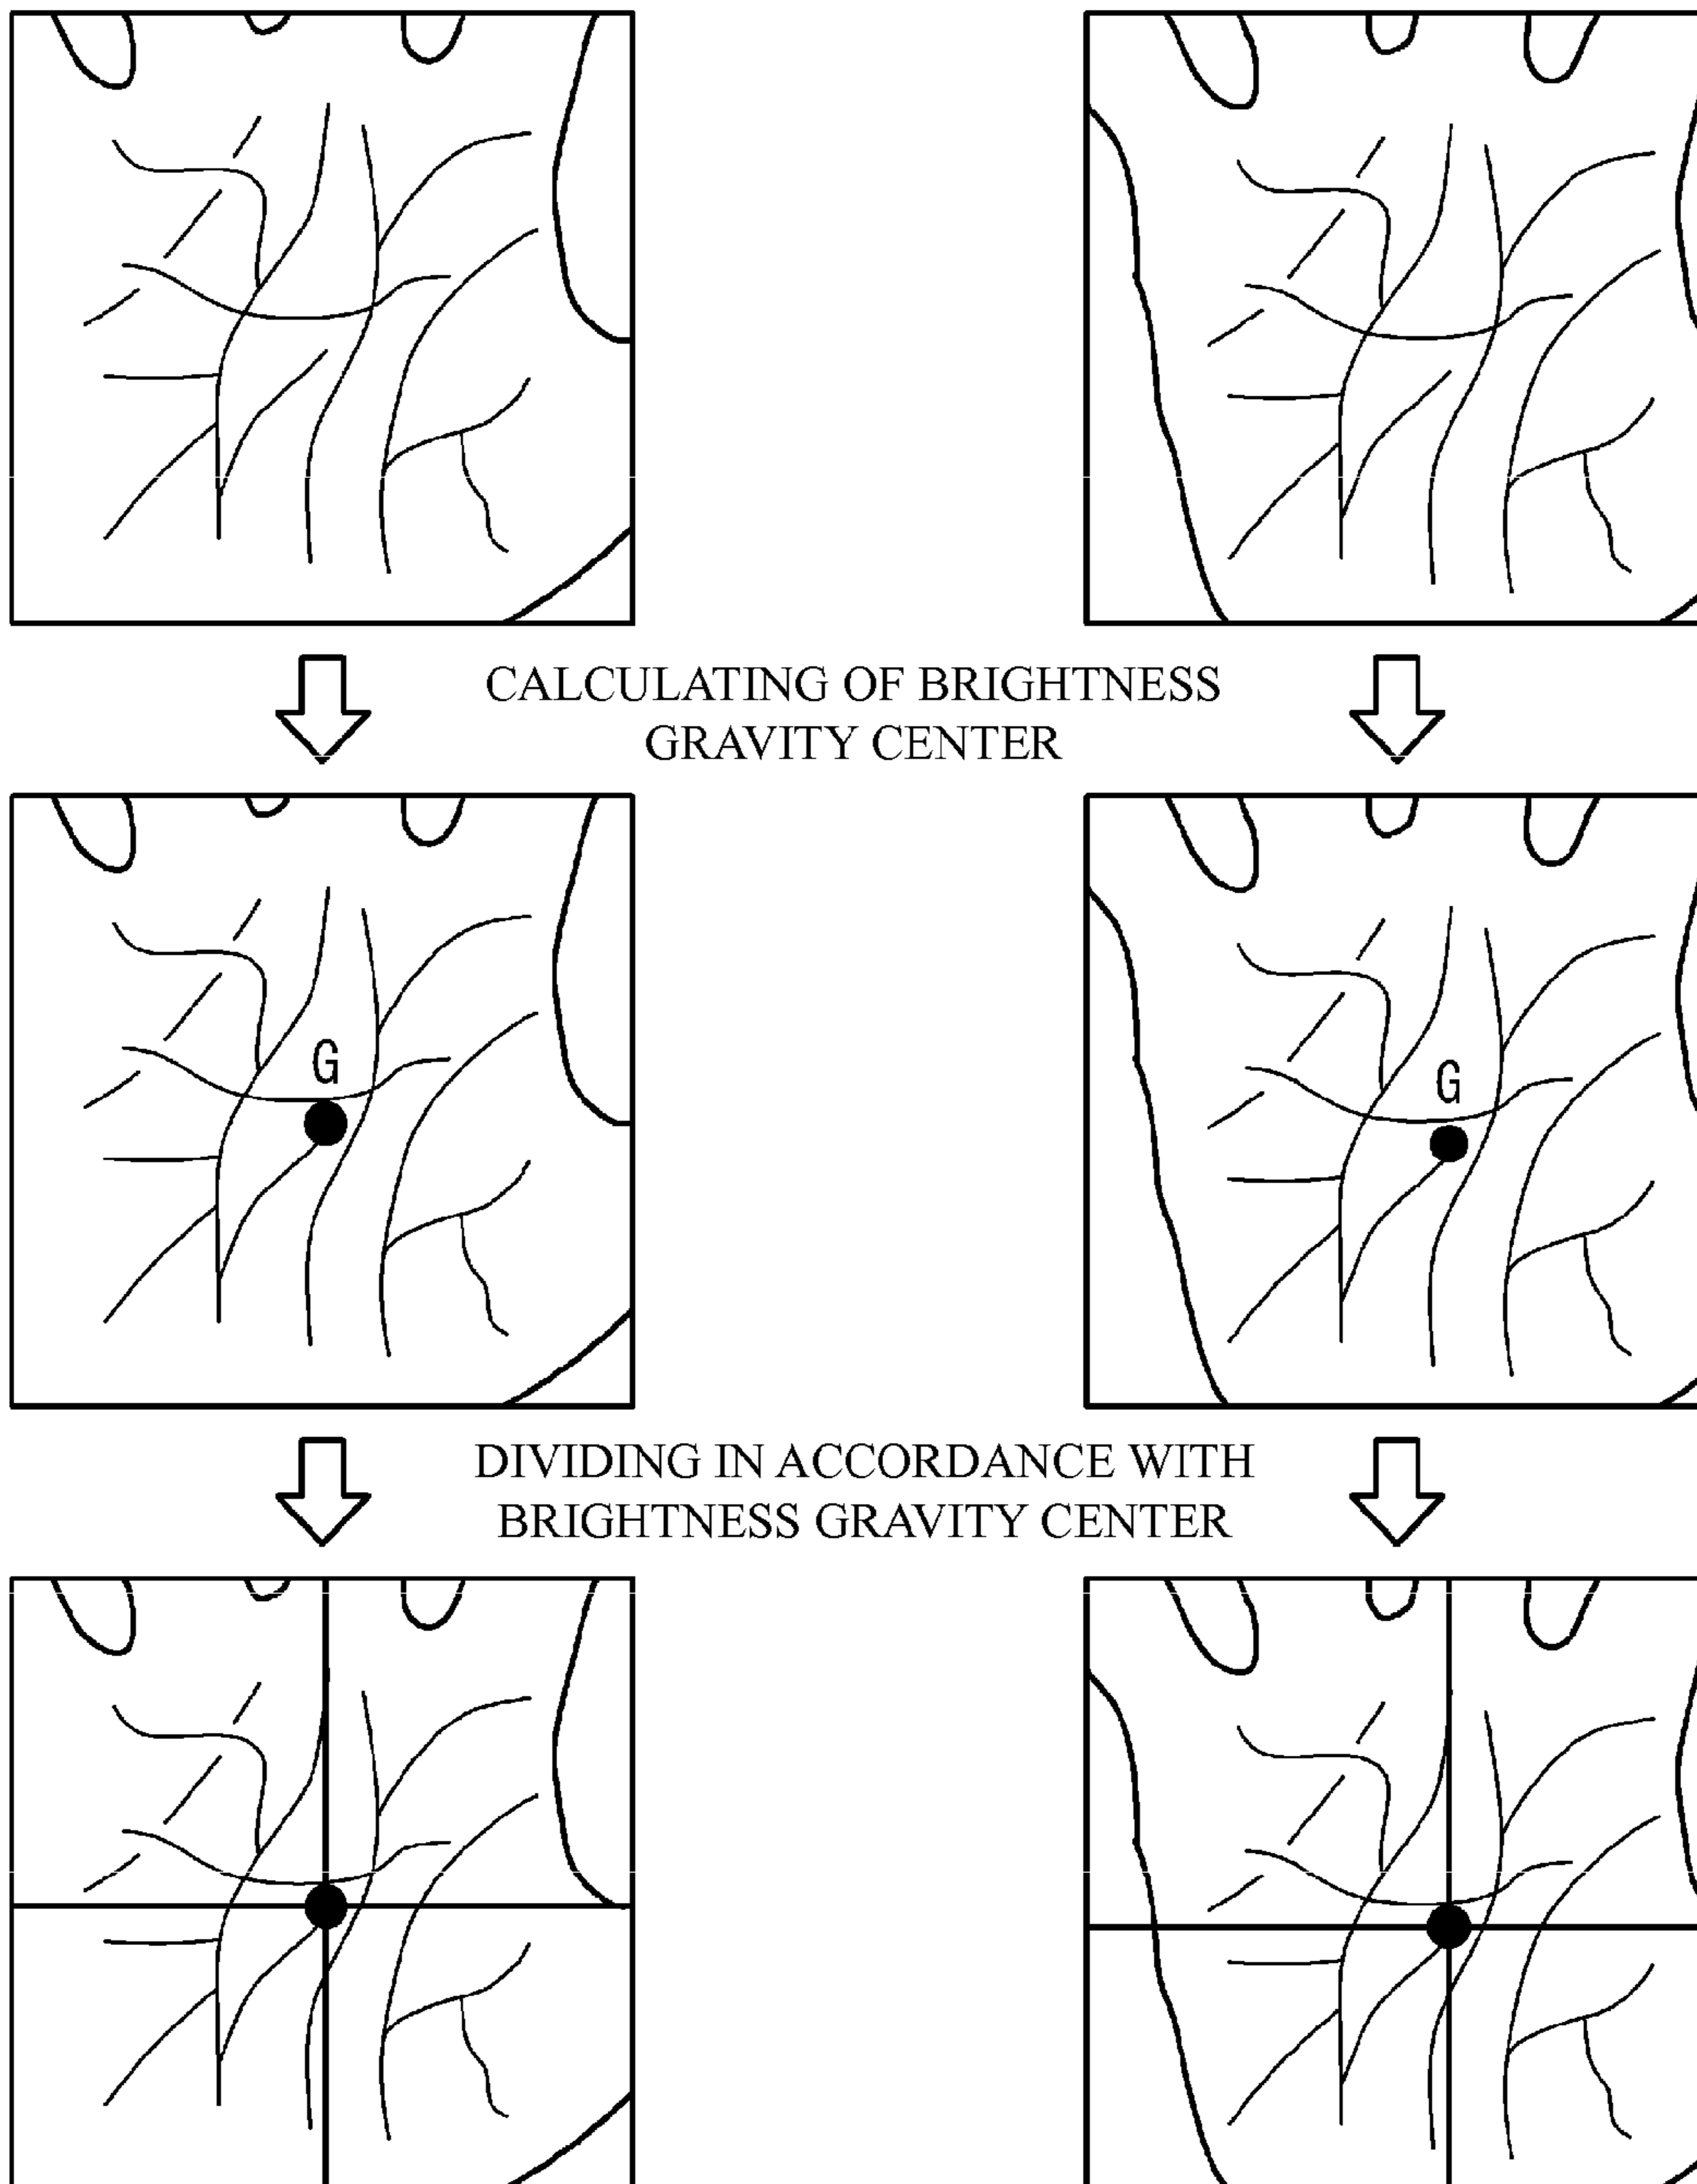 CALCULATING OF BRIGHTNESS
GRAVITY CENTER
G
G
DIVIDING IN ACCORDANCE WITH
BRIGHTNESS GRAVITY CENTER